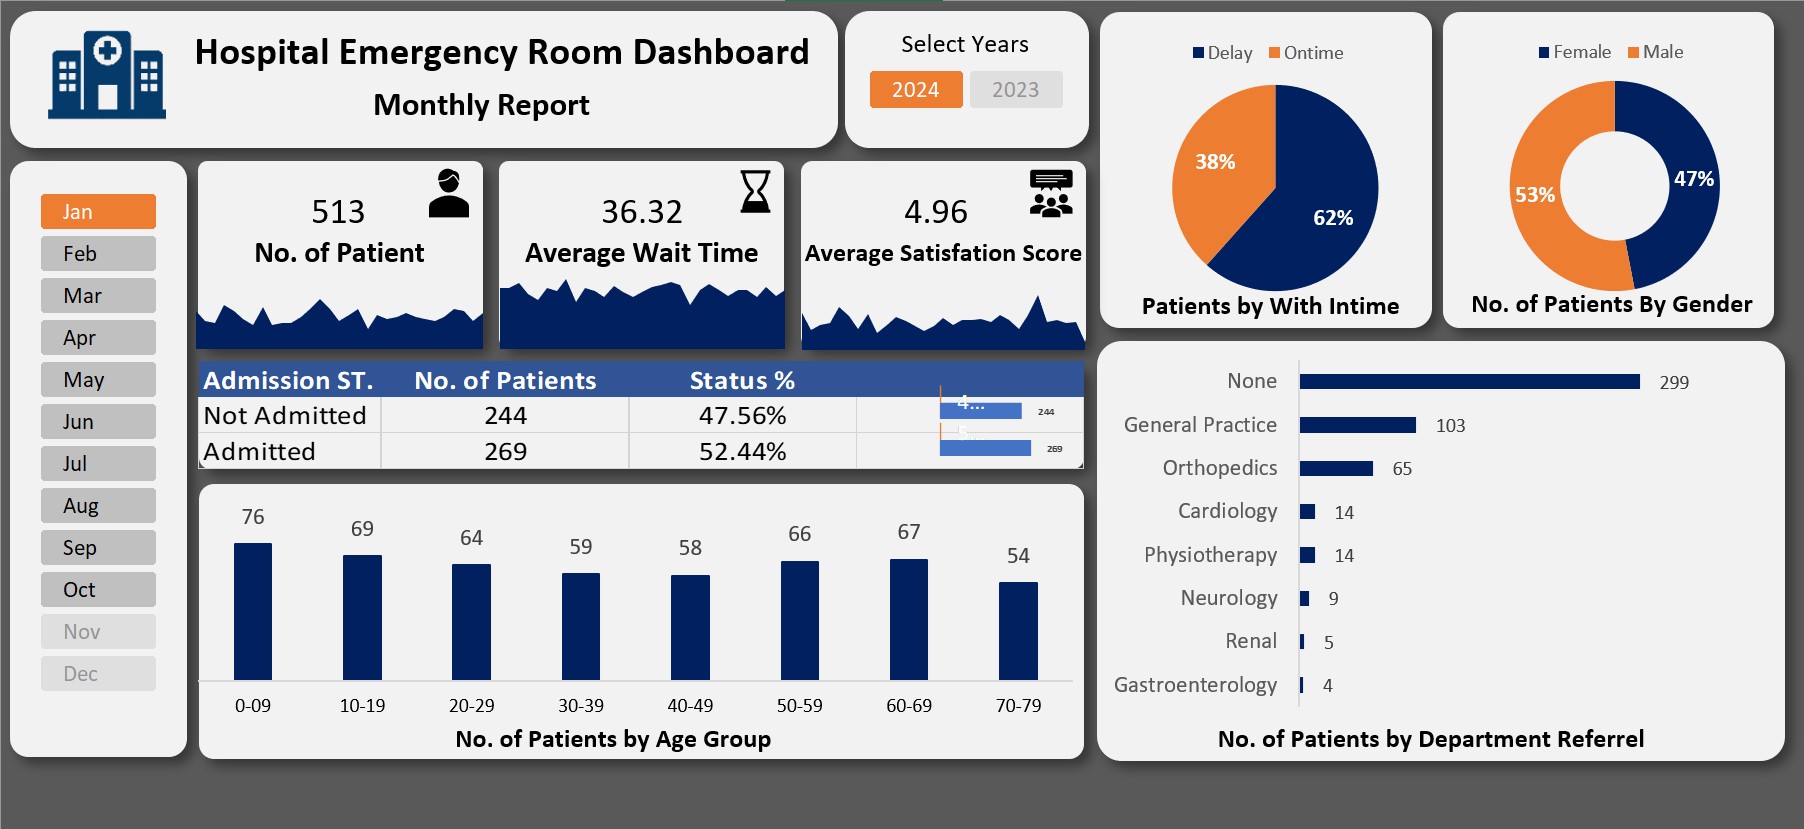 Hospital Emergency Room Dashboard
Monthly Report
Select Years
2024 2023
Jan
Feb
Mar
Apr
May
Jun
Jul
Aug
Sep
Oct
Nov
Dec
513
No. of Patient
36.32
Average Wait Time
4.96
Average Satisfation Score
Admission ST. No. of Patients Status %
Not Admitted 244 47.56% 4... 244
Admitted 269 52.44% 5... 269
76 69 64 59 58 66 67 54
0-09 10-19 20-29 30-39 40-49 50-59 60-69 70-79
No. of Patients by Age Group
Delay Ontime
38%
62%
Patients by With Intime
Female Male
53% 47%
No. of Patients By Gender
None 299
General Practice 103
Orthopedics 65
Cardiology 14
Physiotherapy 14
Neurology 9
Renal 5
Gastroenterology 4
No. of Patients by Department Referrel